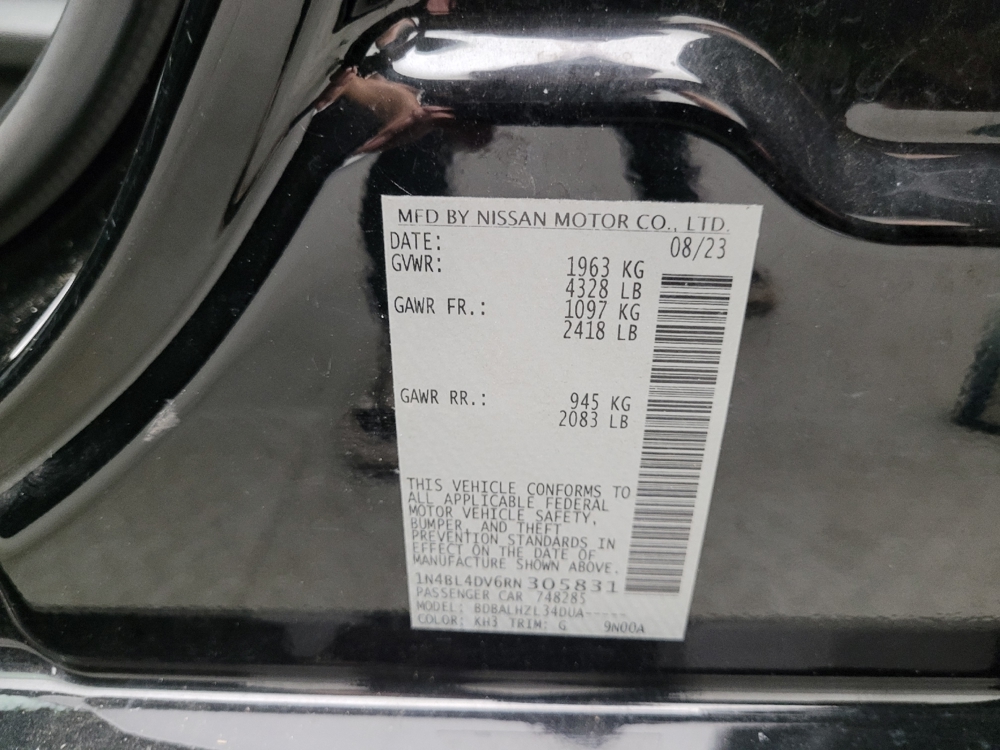 MFD BY NISSAN MOTOR CO., LTD.
DATE: 08/23
GVWR: 1963 KG
4328 LB
GAWR FR.: 1097 KG
2418 LB
GAWR RR.: 945 KG
2083 LB
THIS VEHICLE CONFORMS TO
ALL APPLICABLE FEDERAL
MOTOR VEHICLE SAFETY,
BUMPER, AND THEFT
PREVENTION STANDARDS IN
EFFECT ON THE DATE OF
MANUFACTURE SHOWN ABOVE.
1N4BL4DV6RN305831
PASSENGER CAR 748285
MODEL: BDBALHZL34DUA-----
COLOR: KH3 TRIM: G 9N00A